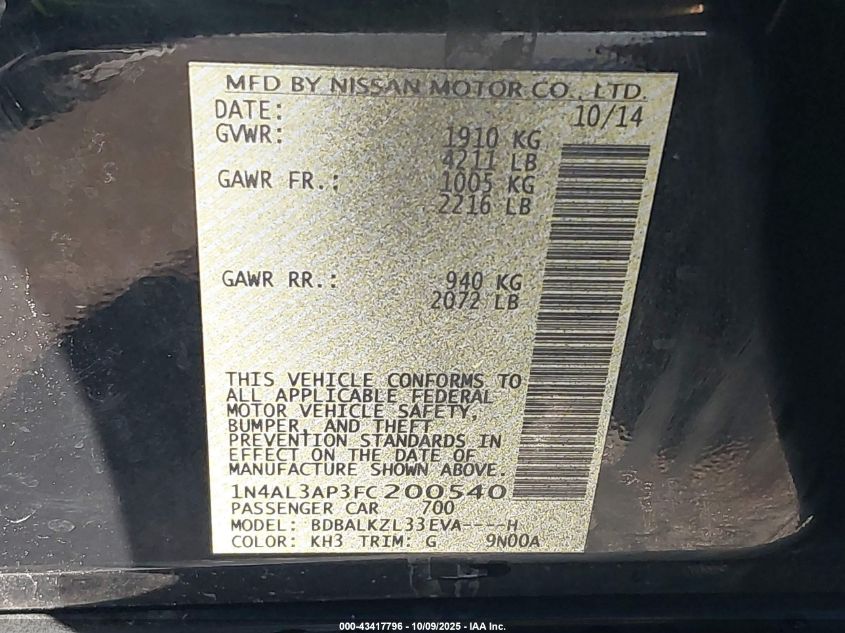 MFD BY NISSAN MOTOR CO., LTD.
DATE: 10/14
GVWR: 1910 KG
4211 LB
GAWR FR.: 1005 KG
2216 LB
GAWR RR.: 940 KG
2072 LB
THIS VEHICLE CONFORMS TO
ALL APPLICABLE FEDERAL
MOTOR VEHICLE SAFETY,
BUMPER, AND THEFT
PREVENTION STANDARDS IN
EFFECT ON THE DATE OF
MANUFACTURE SHOWN ABOVE.
1N4AL3AP3FC200540
PASSENGER CAR 700
MODEL: BDBALKZL33EVA----H
COLOR: KH3 TRIM: G 9N00A
000-43417796 - 10/09/2025 - IAA Inc.